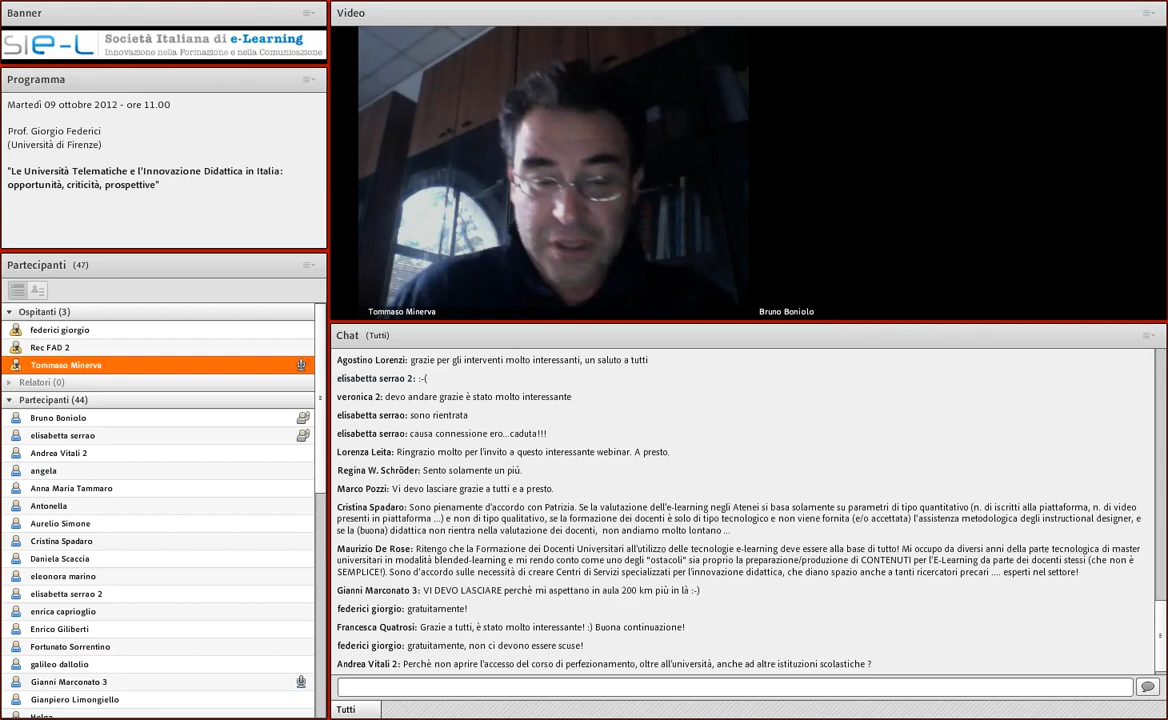 Banner
SIe-L Società Italiana di e-Learning
Innovazione nella Formazione e nella Comunicazione
Programma
Martedì 09 ottobre 2012 - ore 11.00
Prof. Giorgio Federici
(Università di Firenze)
"Le Università Telematiche e l'Innovazione Didattica in Italia:
opportunità, criticità, prospettive"
Partecipanti (47)
Ospitanti (3)
federici giorgio
Rec FAD 2
Tommaso Minerva
Relatori (0)
Partecipanti (44)
Bruno Boniolo
elisabetta serrao
Andrea Vitali 2
angela
Anna Maria Tammaro
Antonella
Aurelio Simone
Cristina Spadaro
Daniela Scaccia
eleonora marino
elisabetta serrao 2
enrica caprioglio
Enrico Giliberti
Fortunato Sorrentino
galileo dallolio
Gianni Marconato 3
Gianpiero Limongiello
Helga
Video
Tommaso Minerva
Bruno Boniolo
Chat (Tutti)
Agostino Lorenzi: grazie per gli interventi molto interessanti, un saluto a tutti
elisabetta serrao 2: :-(
veronica 2: devo andare grazie è stato molto interessante
elisabetta serrao: sono rientrata
elisabetta serrao: causa connessione ero...caduta!!!
Lorenza Leita: Ringrazio molto per l'invito a questo interessante webinar. A presto.
Regina W. Schröder: Sento solamente un piú.
Marco Pozzi: Vi devo lasciare grazie a tutti e a presto.
Cristina Spadaro: Sono pienamente d'accordo con Patrizia. Se la valutazione dell'e-learning negli Atenei si basa solamente su parametri di tipo quantitativo (n. di iscritti alla piattaforma, n. di video
presenti in piattaforma ...) e non di tipo qualitativo, se la formazione dei docenti è solo di tipo tecnologico e non viene fornita (e/o accettata) l'assistenza metodologica degli instructional designer, e
se la (buona) didattica non rientra nella valutazione dei docenti, non andiamo molto lontano ...
Maurizio De Rose: Ritengo che la Formazione dei Docenti Universitari all'utilizzo delle tecnologie e-learning deve essere alla base di tutto! Mi occupo da diversi anni della parte tecnologica di master
universitari in modalità blended-learning e mi rendo conto come uno degli "ostacoli" sia proprio la preparazione/produzione di CONTENUTI per l'E-Learning da parte dei docenti stessi (che non è
SEMPLICE!). Sono d'accordo sulle necessità di creare Centri di Servizi specializzati per l'innovazione didattica, che diano spazio anche a tanti ricercatori precari .... esperti nel settore!
Gianni Marconato 3: VI DEVO LASCIARE perchè mi aspettano in aula 200 km più in là :-)
federici giorgio: gratuitamente!
Francesca Quatrosi: Grazie a tutti, è stato molto interessante! :) Buona continuazione!
federici giorgio: gratuitamente, non ci devono essere scuse!
Andrea Vitali 2: Perchè non aprire l'accesso del corso di perfezionamento, oltre all'università, anche ad altre istituzioni scolastiche ?
Tutti